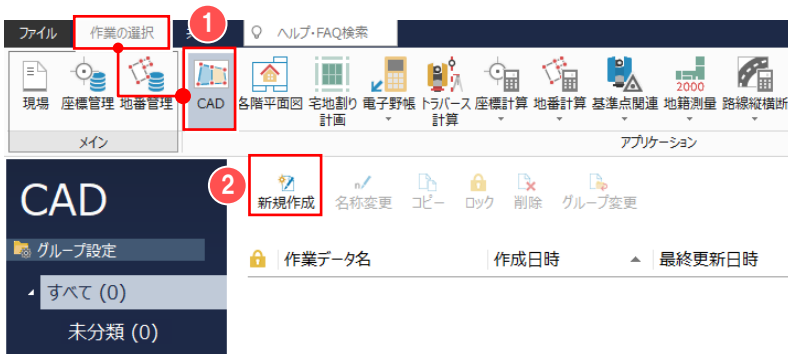 ファイル 作業の選択 1 ヘルプ・FAQ検索
現場 座標管理 地番管理 CAD 各階平面図 宅地割り計画 電子野帳 トラバース計算 座標計算 地番計算 基準点関連 2000 地籍測量 路線縦横断
メイン アプリケーション
CAD
2
新規作成 名称変更 コピー ロック 削除 グループ変更
グループ設定
作業データ名 作成日時 最終更新日時
すべて (0)
未分類 (0)